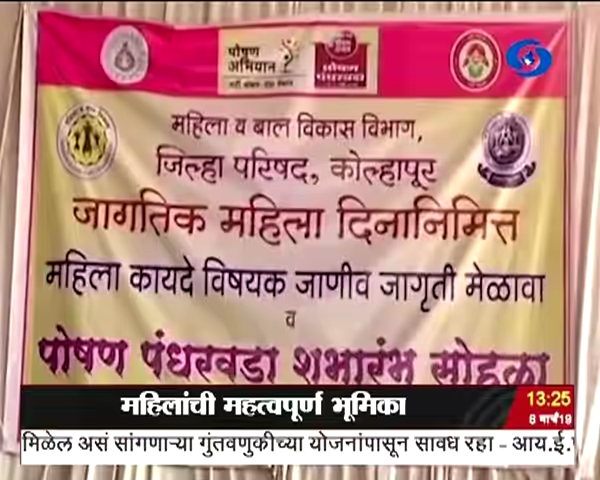 पोषण
अभियान
महिला व बाल विकास विभाग,
जिल्हा परिषद, कोल्हापूर
जागतिक महिला दिनानिमित्त
महिला कायदे विषयक जाणीव जागृती मेळावा
व
पोषण पंधरवडा शुभारंभ सोहळा
महिलांची महत्वपूर्ण भूमिका
13:25
8 मार्च19
मिळेल असं सांगणाऱ्या गुंतवणुकीच्या योजनांपासून सावध रहा - आय.ई.